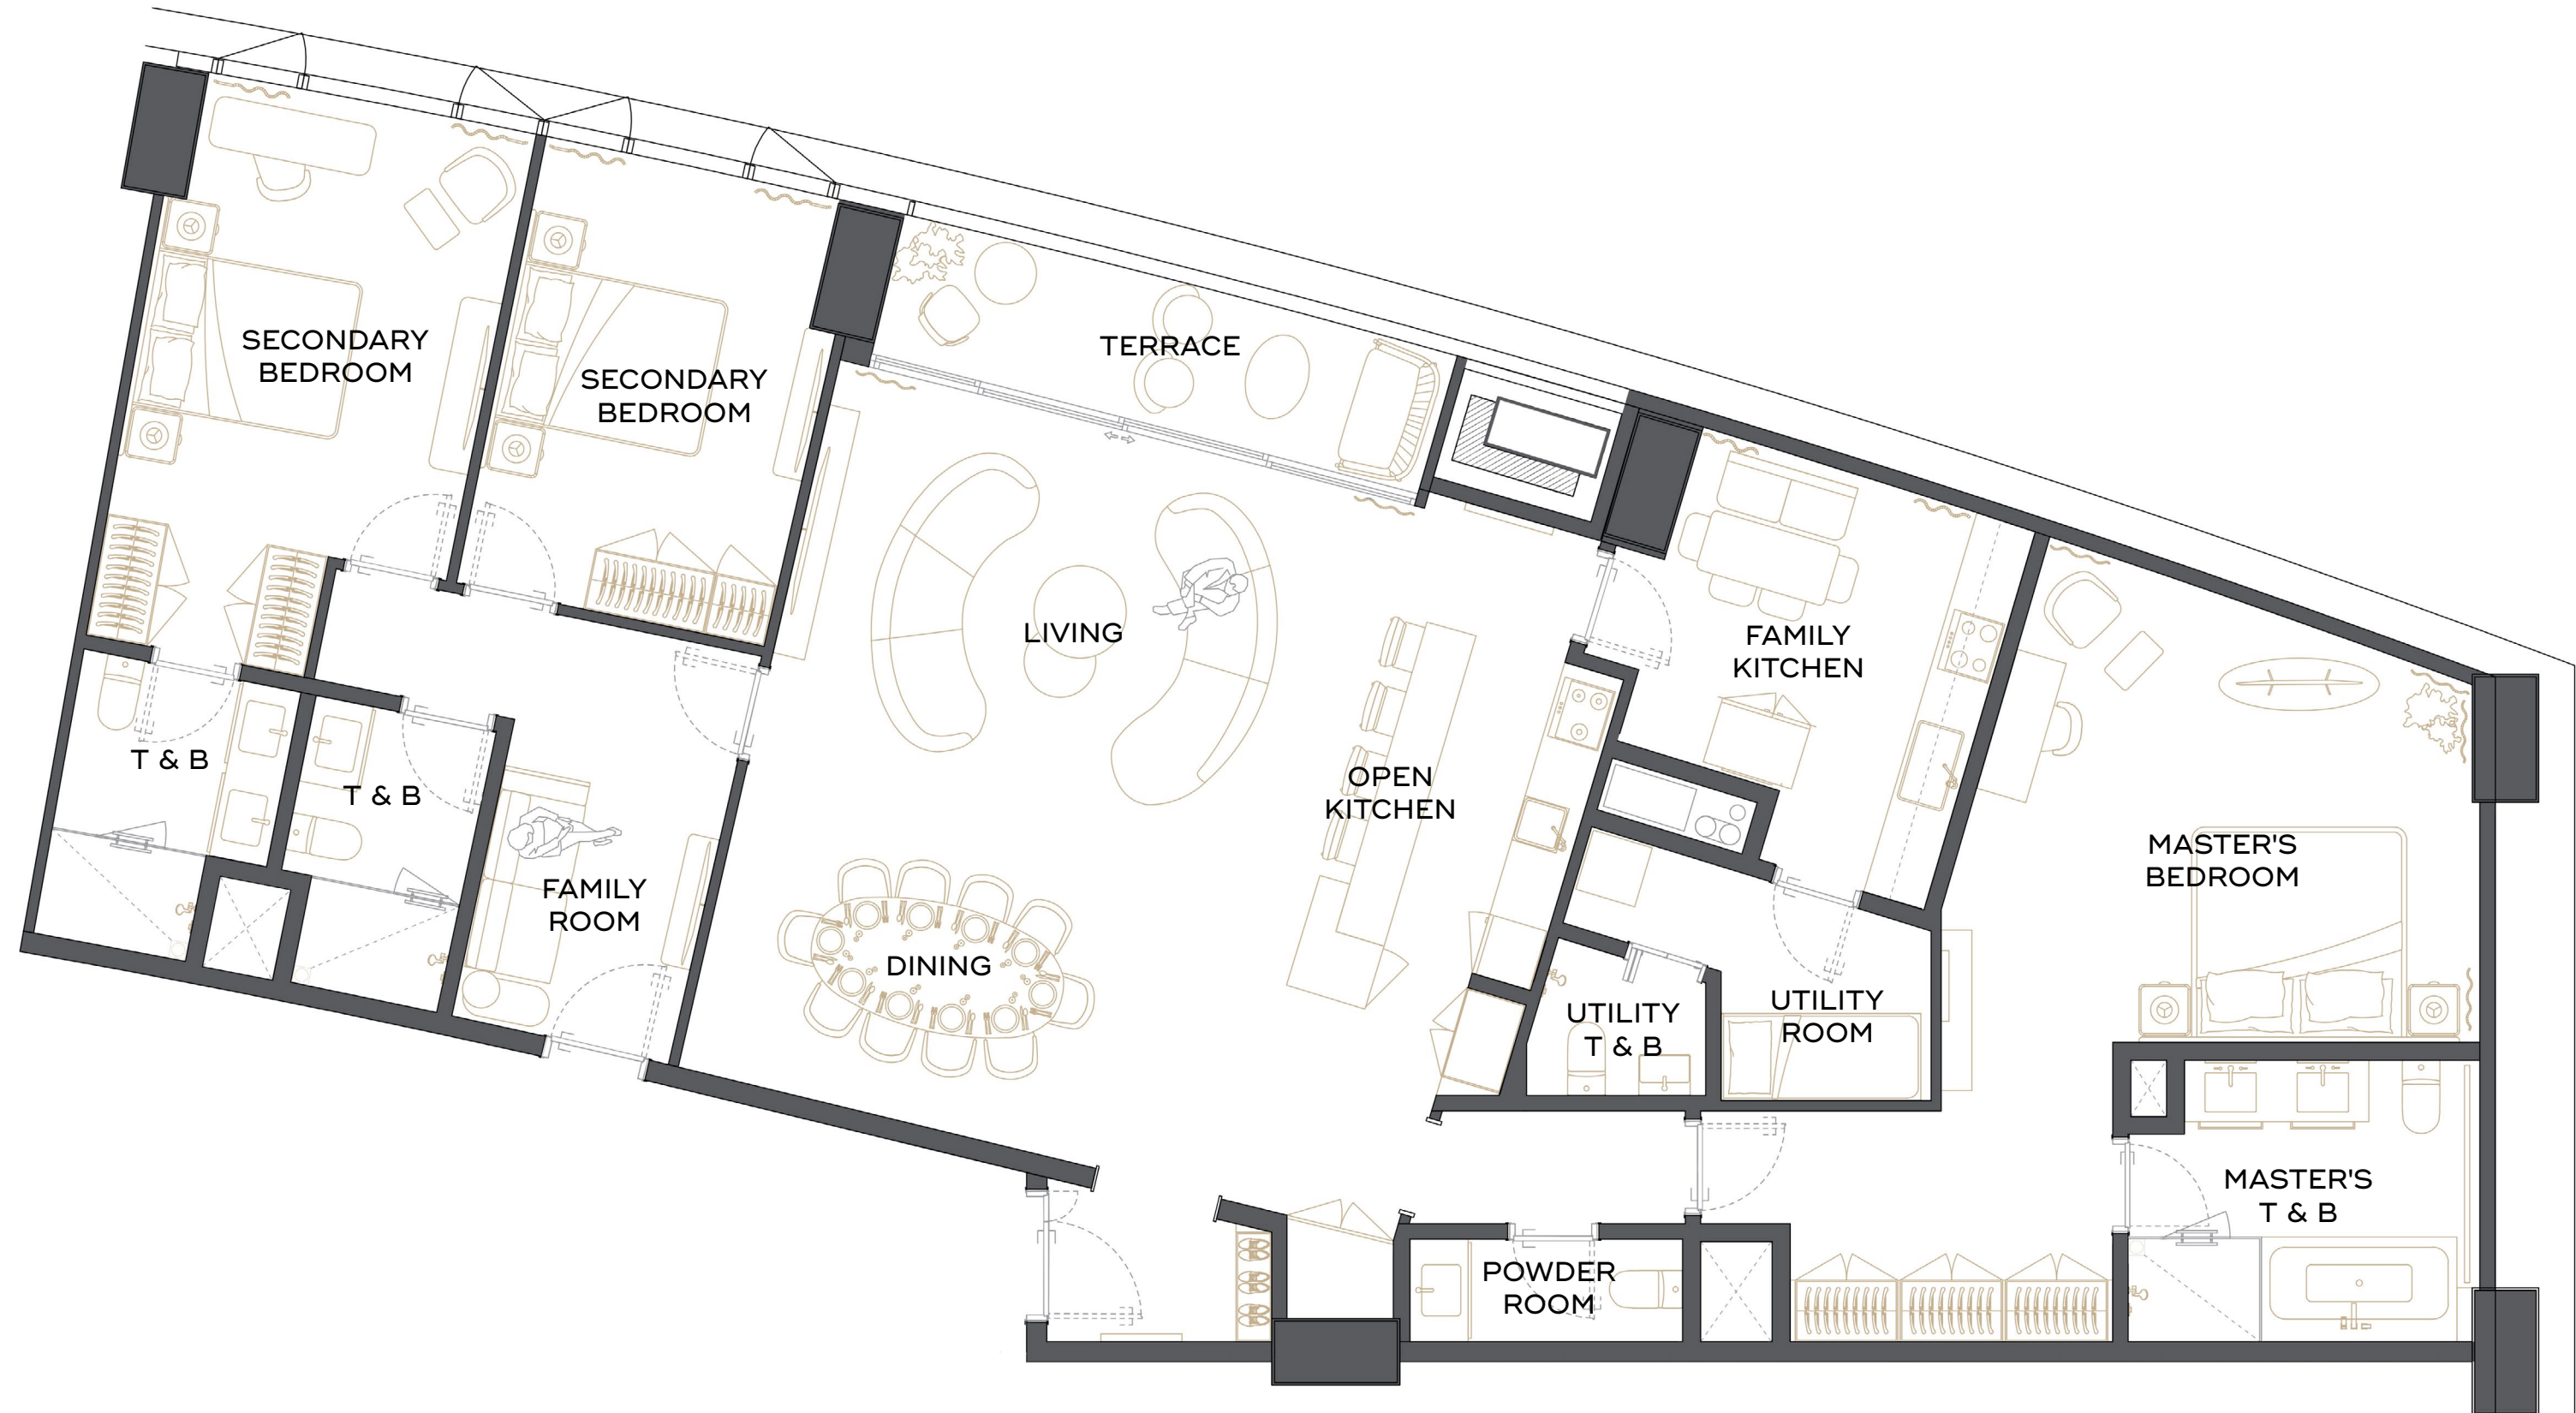 SECONDARY
BEDROOM
SECONDARY
BEDROOM
TERRACE
LIVING
FAMILY
KITCHEN
T & B
T & B
OPEN
KITCHEN
MASTER'S
BEDROOM
FAMILY
ROOM
DINING
UTILITY
T & B
UTILITY
ROOM
MASTER'S
T & B
POWDER
ROOM